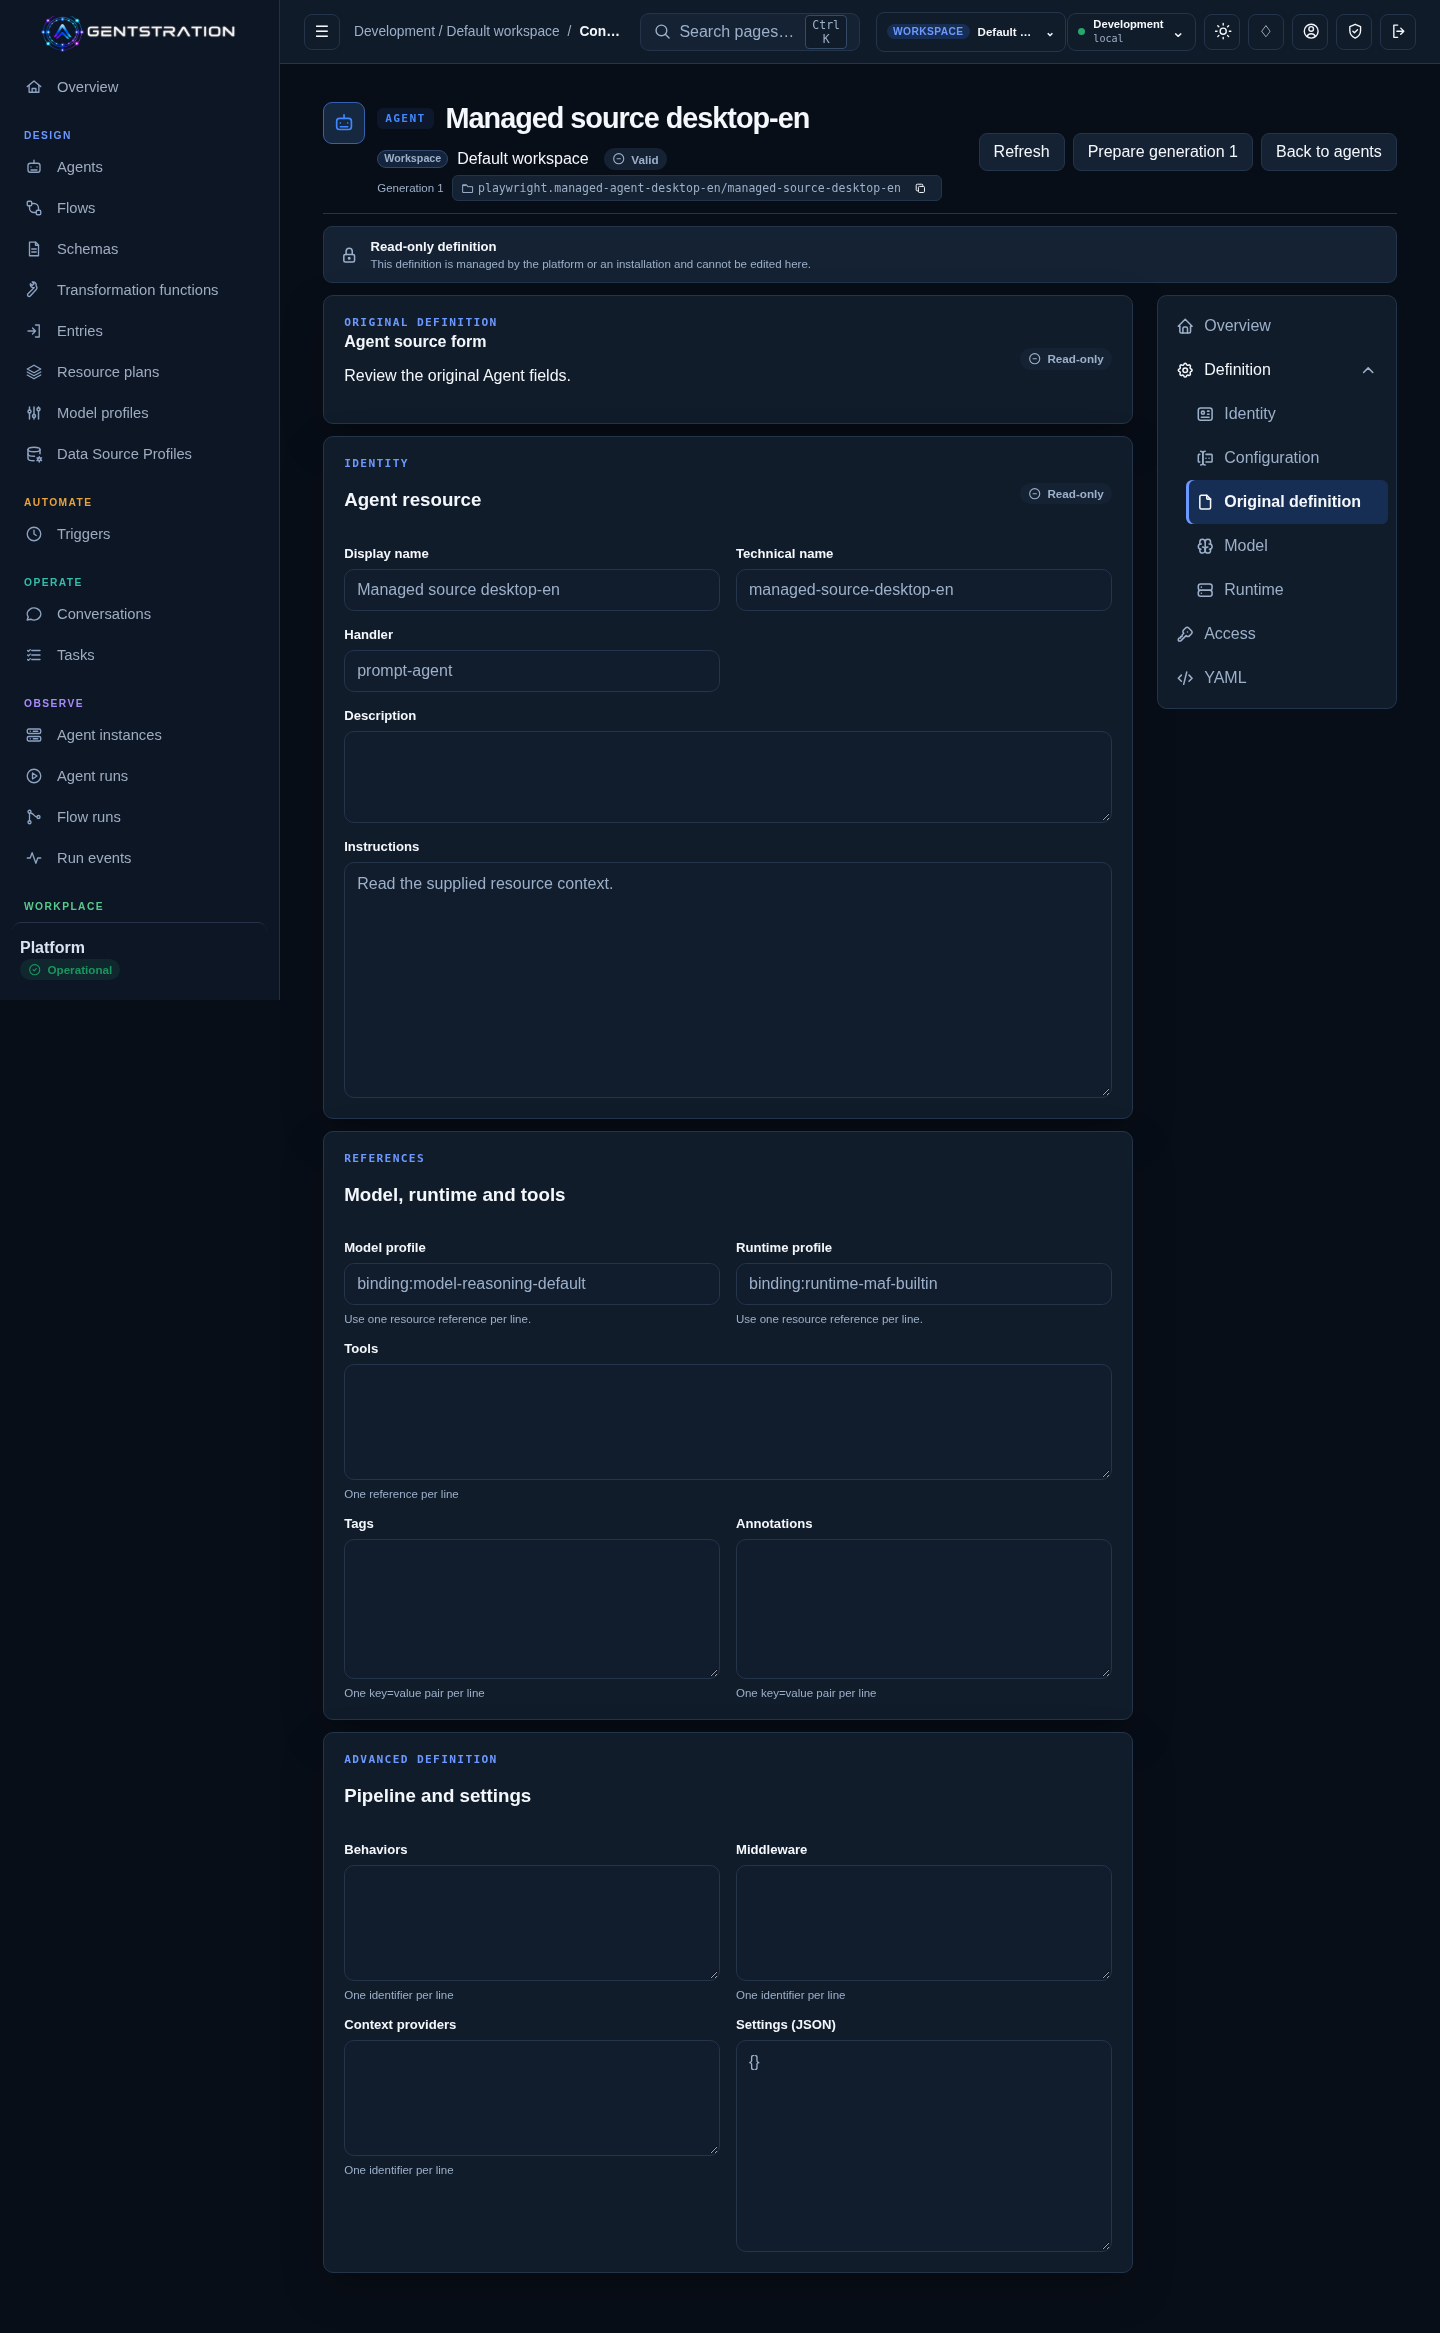 GENTSTRATION
Overview
DESIGN
Agents
Flows
Schemas
Transformation functions
Entries
Resource plans
Model profiles
Data Source Profiles
AUTOMATE
Triggers
OPERATE
Conversations
Tasks
OBSERVE
Agent instances
Agent runs
Flow runs
Run events
WORKPLACE
Platform
Operational
Development / Default workspace / Con…
Search pages…
Ctrl
K
WORKSPACE Default …
Development
local
AGENT Managed source desktop-en
Workspace Default workspace Valid
Generation 1 playwright.managed-agent-desktop-en/managed-source-desktop-en
Refresh
Prepare generation 1
Back to agents
Read-only definition
This definition is managed by the platform or an installation and cannot be edited here.
ORIGINAL DEFINITION
Agent source form
Review the original Agent fields.
Read-only
IDENTITY
Agent resource
Read-only
Display name
Managed source desktop-en
Technical name
managed-source-desktop-en
Handler
prompt-agent
Description
Instructions
Read the supplied resource context.
REFERENCES
Model, runtime and tools
Model profile
binding:model-reasoning-default
Use one resource reference per line.
Runtime profile
binding:runtime-maf-builtin
Use one resource reference per line.
Tools
One reference per line
Tags
One key=value pair per line
Annotations
One key=value pair per line
ADVANCED DEFINITION
Pipeline and settings
Behaviors
One identifier per line
Middleware
One identifier per line
Context providers
One identifier per line
Settings (JSON)
{}
Overview
Definition
Identity
Configuration
Original definition
Model
Runtime
Access
YAML